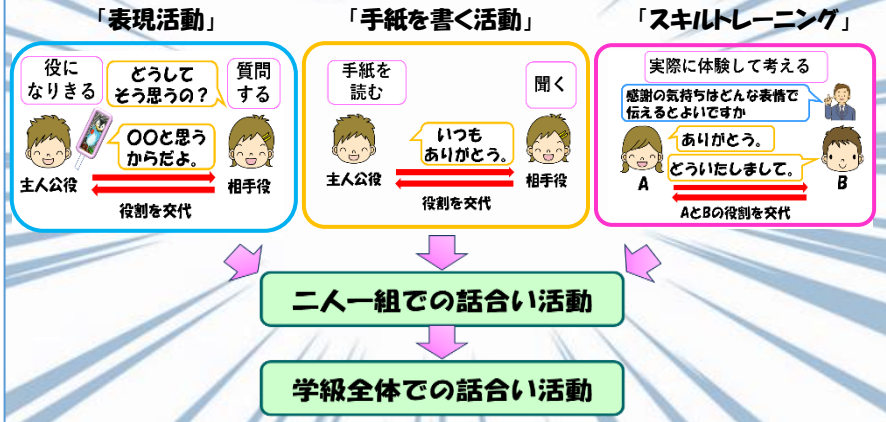 「表現活動」
役に
なりきる
どうして
そう思うの？
質問
する
〇〇と思う
からだよ。
主人公役
相手役
役割を交代
「手紙を書く活動」
手紙を
読む
聞く
いつも
ありがとう。
主人公役
相手役
役割を交代
「スキルトレーニング」
実際に体験して考える
感謝の気持ちはどんな表情で
伝えるとよいですか
ありがとう。
どういたしまして。
A
B
AとBの役割を交代
二人一組での話合い活動
学級全体での話合い活動